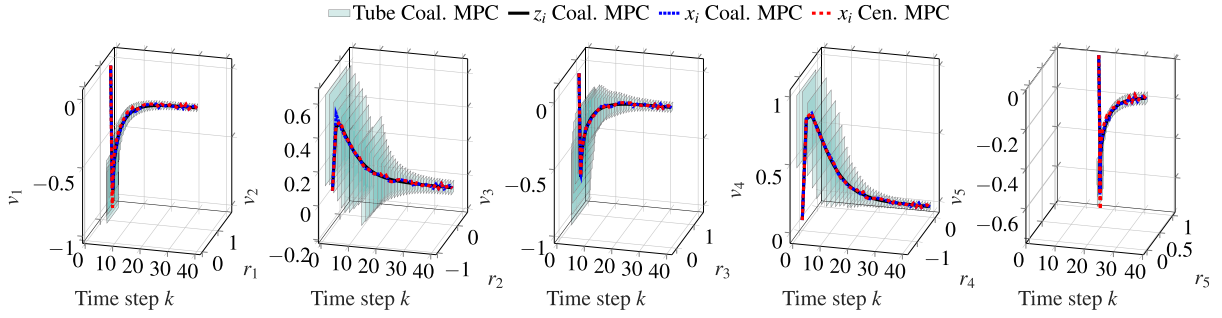 Tube Coal. MPC z_i Coal. MPC x_i Coal. MPC x_i Cen. MPC
v_1
0
−0.5
−1
0 10 20 30 40
0 1
r_1
Time step k
v_2
0.6
0.4
0.2
0
−0.2
10 20 30 40
−1 0
r_2
Time step k
v_3
0
−0.5
−1
0 10 20 30 40
0 1
r_3
Time step k
v_4
1
0.5
0
10 20 30 40
−1 0
r_4
Time step k
v_5
0
−0.2
−0.4
−0.6
0 10 20 30 40
0 0.5 1
r_5
Time step k